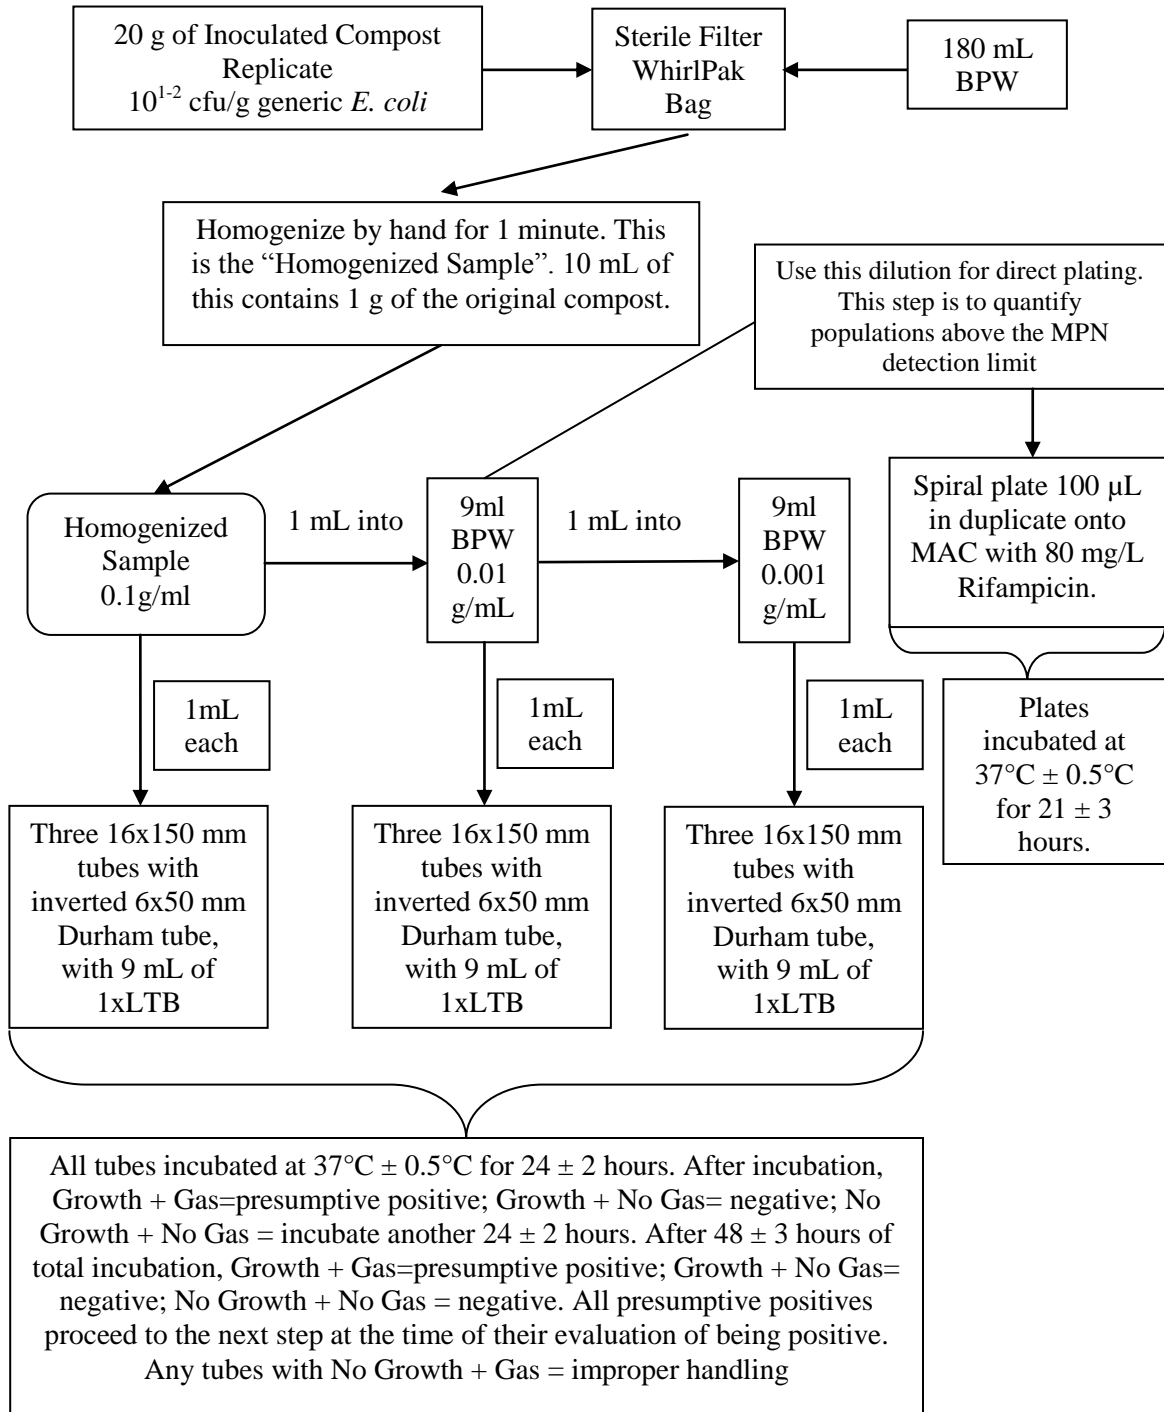 20 g of Inoculated Compost
Replicate
10^1-2 cfu/g generic E. coli
Sterile Filter
WhirlPak
Bag
180 mL
BPW
Homogenize by hand for 1 minute. This
is the “Homogenized Sample”. 10 mL of
this contains 1 g of the original compost.
Use this dilution for direct plating.
This step is to quantify
populations above the MPN
detection limit
Homogenized
Sample
0.1g/ml
1 mL into
9ml
BPW
0.01
g/mL
1 mL into
9ml
BPW
0.001
g/mL
Spiral plate 100 µL
in duplicate onto
MAC with 80 mg/L
Rifampicin.
1mL
each
1mL
each
1mL
each
Plates
incubated at
37°C ± 0.5°C
for 21 ± 3
hours.
Three 16x150 mm
tubes with
inverted 6x50 mm
Durham tube,
with 9 mL of
1xLTB
Three 16x150 mm
tubes with
inverted 6x50 mm
Durham tube,
with 9 mL of
1xLTB
Three 16x150 mm
tubes with
inverted 6x50 mm
Durham tube,
with 9 mL of
1xLTB
All tubes incubated at 37°C ± 0.5°C for 24 ± 2 hours. After incubation,
Growth + Gas=presumptive positive; Growth + No Gas= negative; No
Growth + No Gas = incubate another 24 ± 2 hours. After 48 ± 3 hours of
total incubation, Growth + Gas=presumptive positive; Growth + No Gas=
negative; No Growth + No Gas = negative. All presumptive positives
proceed to the next step at the time of their evaluation of being positive.
Any tubes with No Growth + Gas = improper handling